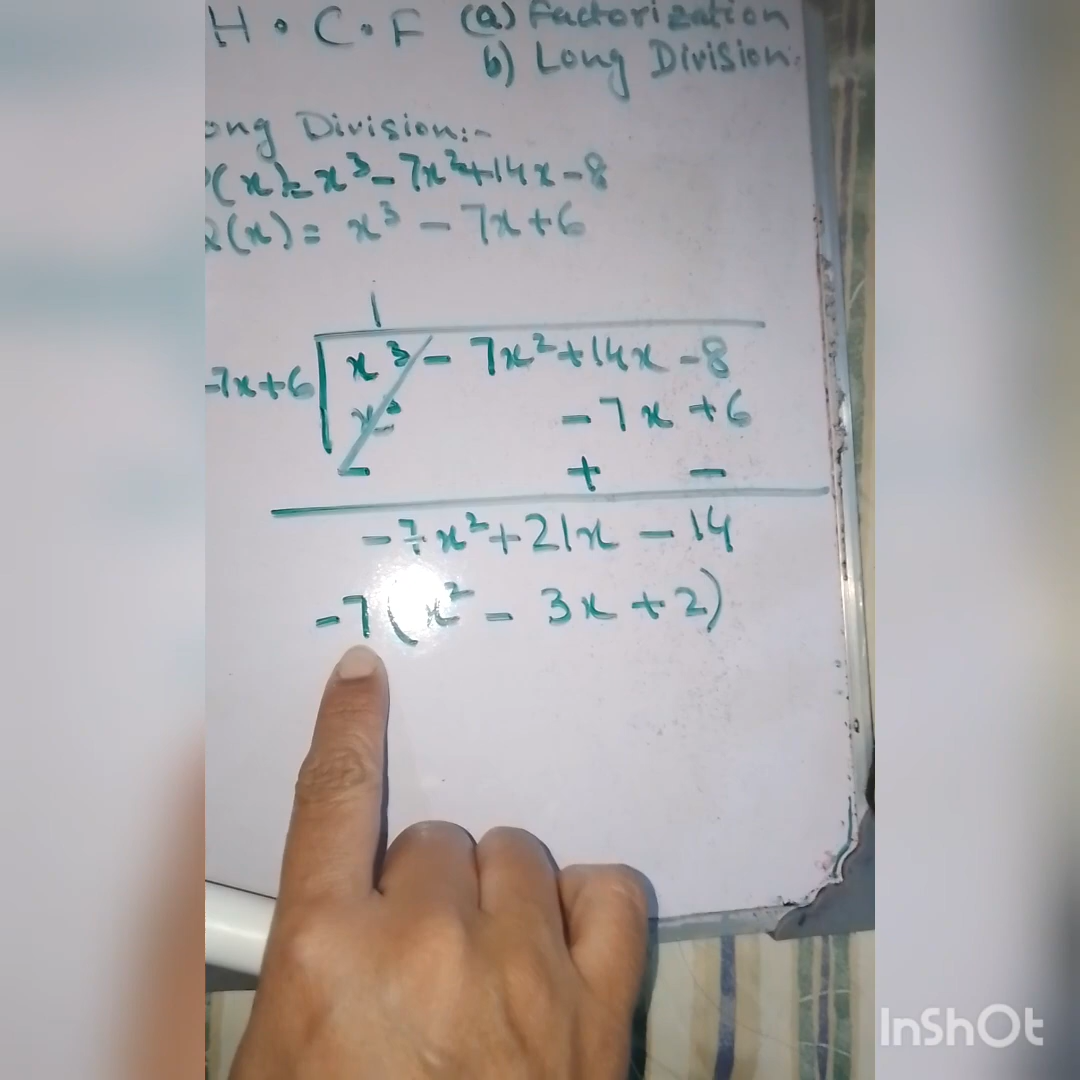 H . C . F (a) Factorization
b) Long Division:
ong Division:-
(x)= x³ - 7x² + 14x - 8
(x) = x³ - 7x + 6
1
-7x+6 x³ - 7x² + 14x - 8
x³ - 7x + 6
- + -
-7x² + 21x - 14
-7(x² - 3x + 2)
InShOt